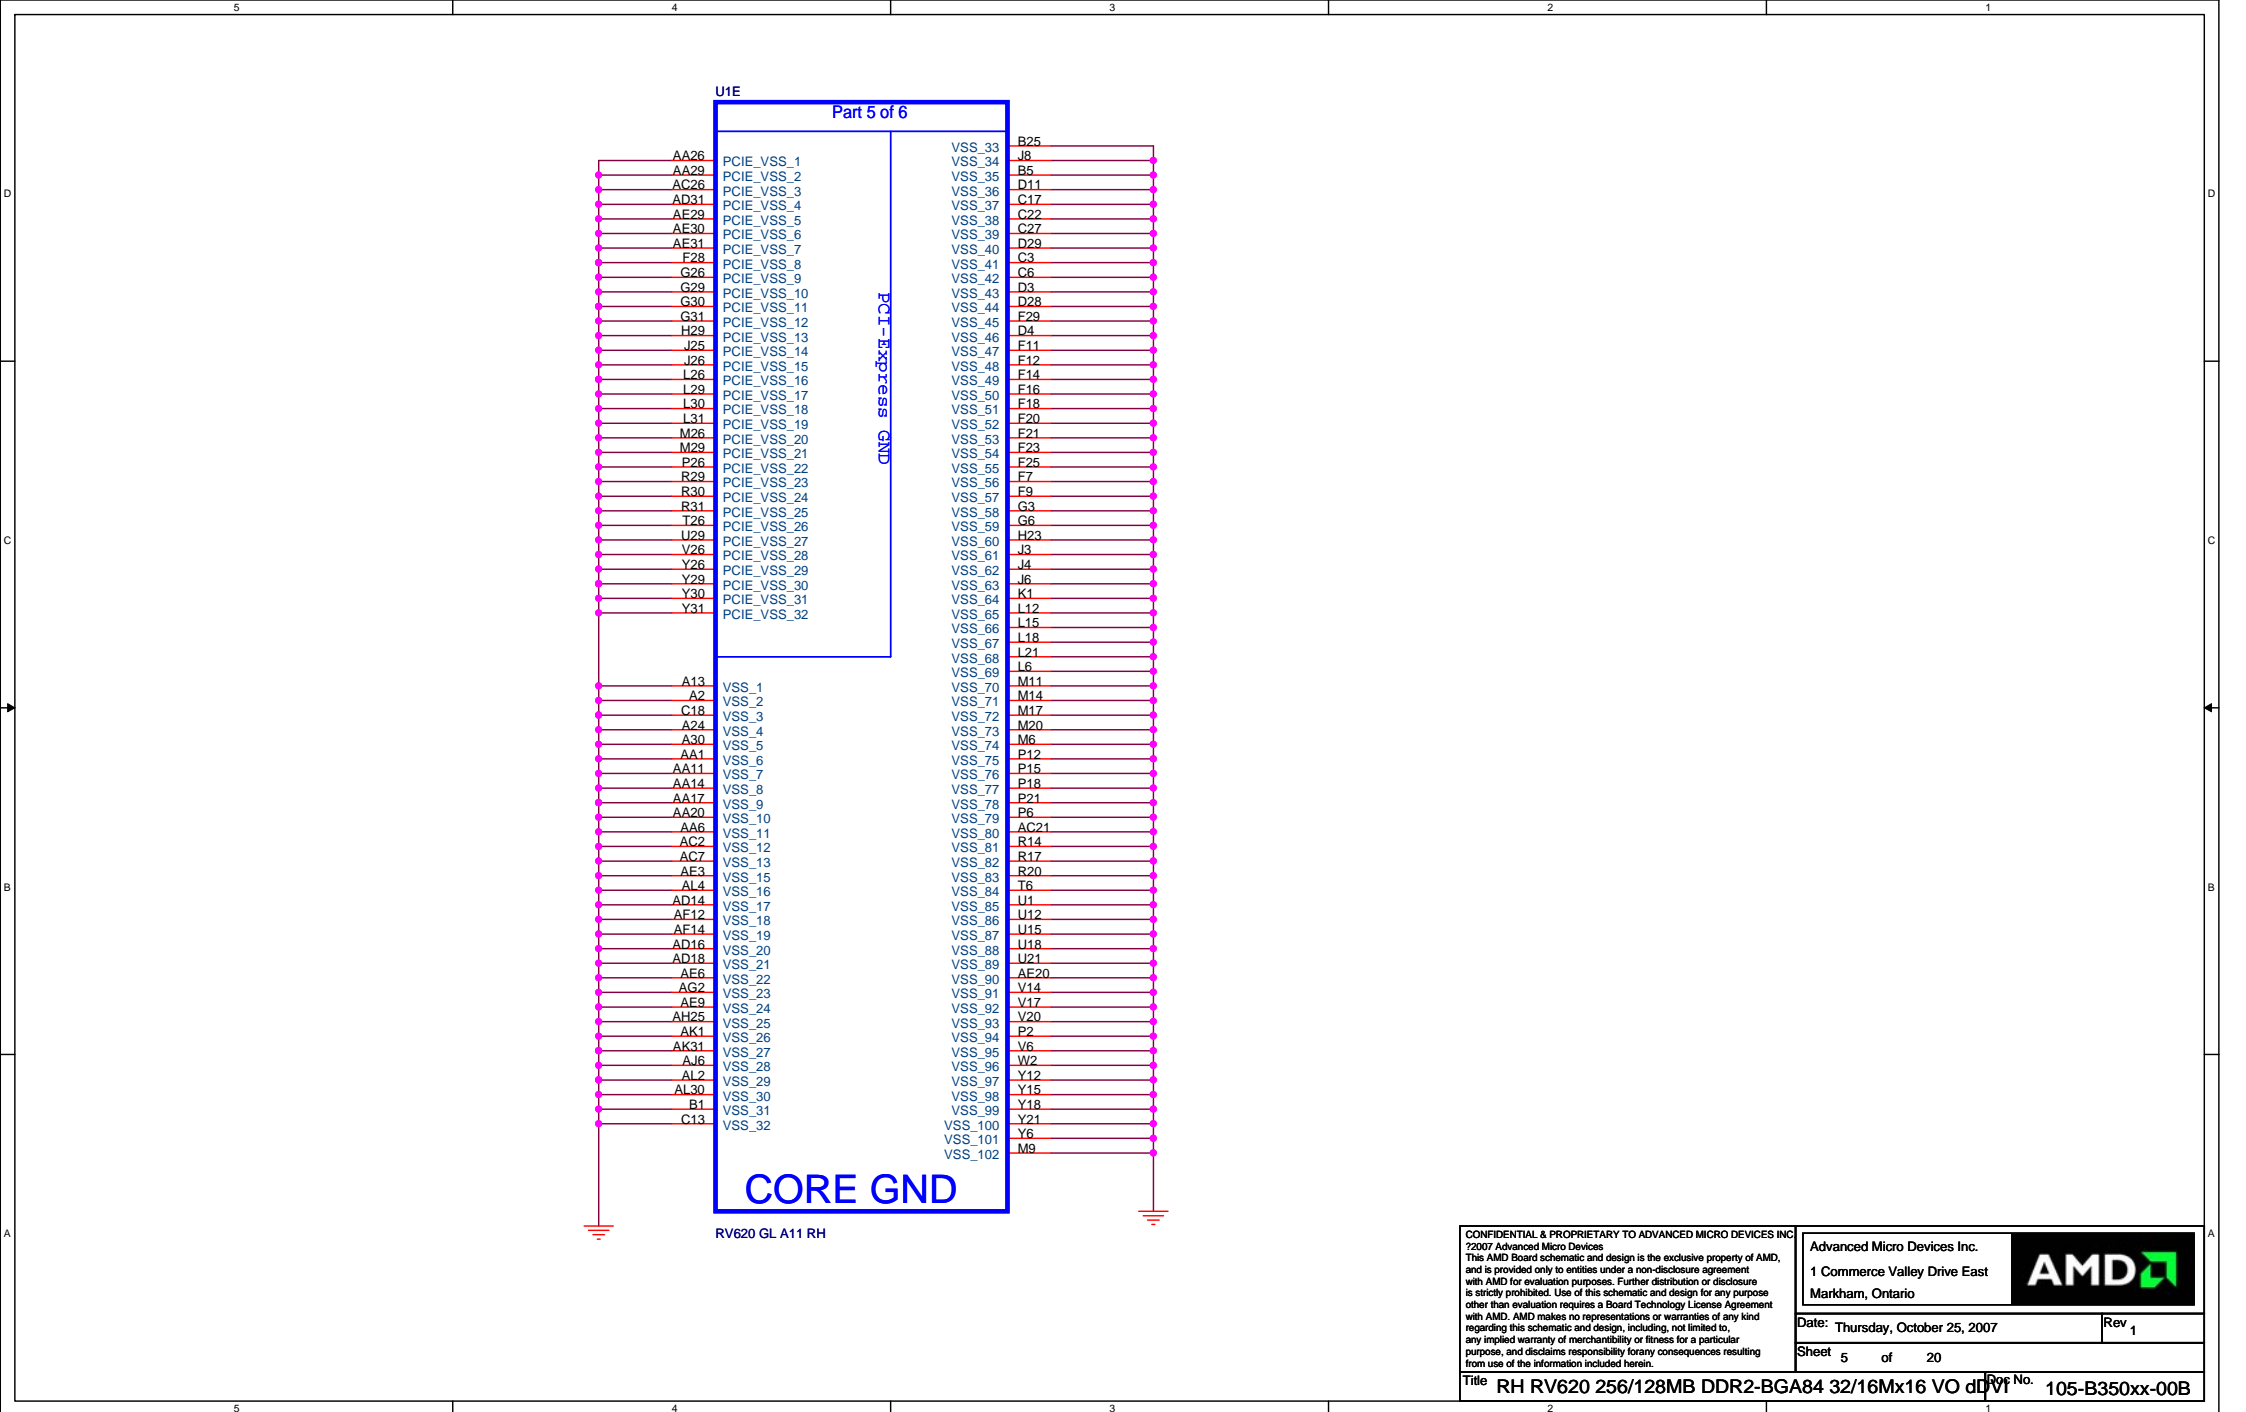 5 4 3 2 1
U1E
Part 5 of 6
B25 VSS_33
AA26 PCIE_VSS_1 VSS_34 J8
AA29 PCIE_VSS_2 VSS_35 B5
AC26 PCIE_VSS_3 VSS_36 D11
AD31 PCIE_VSS_4 VSS_37 C17
AE29 PCIE_VSS_5 VSS_38 C22
AE30 PCIE_VSS_6 VSS_39 C27
AE31 PCIE_VSS_7 VSS_40 D29
F28 PCIE_VSS_8 VSS_41 C3
G26 PCIE_VSS_9 VSS_42 C6
G29 PCIE_VSS_10 VSS_43 D3
G30 PCIE_VSS_11 VSS_44 D28
G31 PCIE_VSS_12 VSS_45 F29
H29 PCIE_VSS_13 VSS_46 D4
J25 PCIE_VSS_14 VSS_47 F11
J26 PCIE_VSS_15 VSS_48 F12
L26 PCIE_VSS_16 VSS_49 F14
L29 PCIE_VSS_17 VSS_50 F16
L30 PCIE_VSS_18 VSS_51 F18
L31 PCIE_VSS_19 VSS_52 F20
M26 PCIE_VSS_20 VSS_53 F21
M29 PCIE_VSS_21 VSS_54 F23
P26 PCIE_VSS_22 VSS_55 F25
R29 PCIE_VSS_23 VSS_56 F7
R30 PCIE_VSS_24 VSS_57 F9
R31 PCIE_VSS_25 VSS_58 G3
T26 PCIE_VSS_26 VSS_59 G6
U29 PCIE_VSS_27 VSS_60 H23
V26 PCIE_VSS_28 VSS_61 J3
Y26 PCIE_VSS_29 VSS_62 J4
Y29 PCIE_VSS_30 VSS_63 J6
Y30 PCIE_VSS_31 VSS_64 K1
Y31 PCIE_VSS_32 VSS_65 L12
PCI-Express GND
VSS_66 L15
VSS_67 L18
VSS_68 L21
VSS_69 L6
A13 VSS_1 VSS_70 M11
A2 VSS_2 VSS_71 M14
C18 VSS_3 VSS_72 M17
A24 VSS_4 VSS_73 M20
A30 VSS_5 VSS_74 M6
AA1 VSS_6 VSS_75 P12
AA11 VSS_7 VSS_76 P15
AA14 VSS_8 VSS_77 P18
AA17 VSS_9 VSS_78 P21
AA20 VSS_10 VSS_79 P6
AA6 VSS_11 VSS_80 AC21
AC2 VSS_12 VSS_81 R14
AC7 VSS_13 VSS_82 R17
AE3 VSS_15 VSS_83 R20
AL4 VSS_16 VSS_84 T6
AD14 VSS_17 VSS_85 U1
AF12 VSS_18 VSS_86 U12
AF14 VSS_19 VSS_87 U15
AD16 VSS_20 VSS_88 U18
AD18 VSS_21 VSS_89 U21
AE6 VSS_22 VSS_90 AE20
AG2 VSS_23 VSS_91 V14
AE9 VSS_24 VSS_92 V17
AH25 VSS_25 VSS_93 V20
AK1 VSS_26 VSS_94 P2
AK31 VSS_27 VSS_95 V6
AJ6 VSS_28 VSS_96 W2
AL2 VSS_29 VSS_97 Y12
AL30 VSS_30 VSS_98 Y15
B1 VSS_31 VSS_99 Y18
C13 VSS_32 VSS_100 Y21
VSS_101 Y6
VSS_102 M9
CORE GND
RV620 GL A11 RH
D D
C C
B B
A A
CONFIDENTIAL & PROPRIETARY TO ADVANCED MICRO DEVICES INC
?2007 Advanced Micro Devices
This AMD Board schematic and design is the exclusive property of AMD,
and is provided only to entities under a non-disclosure agreement
with AMD for evaluation purposes. Further distribution or disclosure
is strictly prohibited. Use of this schematic and design for any purpose
other than evaluation requires a Board Technology License Agreement
with AMD. AMD makes no representations or warranties of any kind
regarding this schematic and design, including, not limited to,
any implied warranty of merchantibility or fitness for a particular
purpose, and disclaims responsibility forany consequences resulting
from use of the information included herein.
Advanced Micro Devices Inc.
1 Commerce Valley Drive East
Markham, Ontario
AMD
Date: Thursday, October 25, 2007
Rev 1
Sheet 5 of 20
Title RH RV620 256/128MB DDR2-BGA84 32/16Mx16 VO dDVI
Doc No. 105-B350xx-00B
5 4 3 2 1